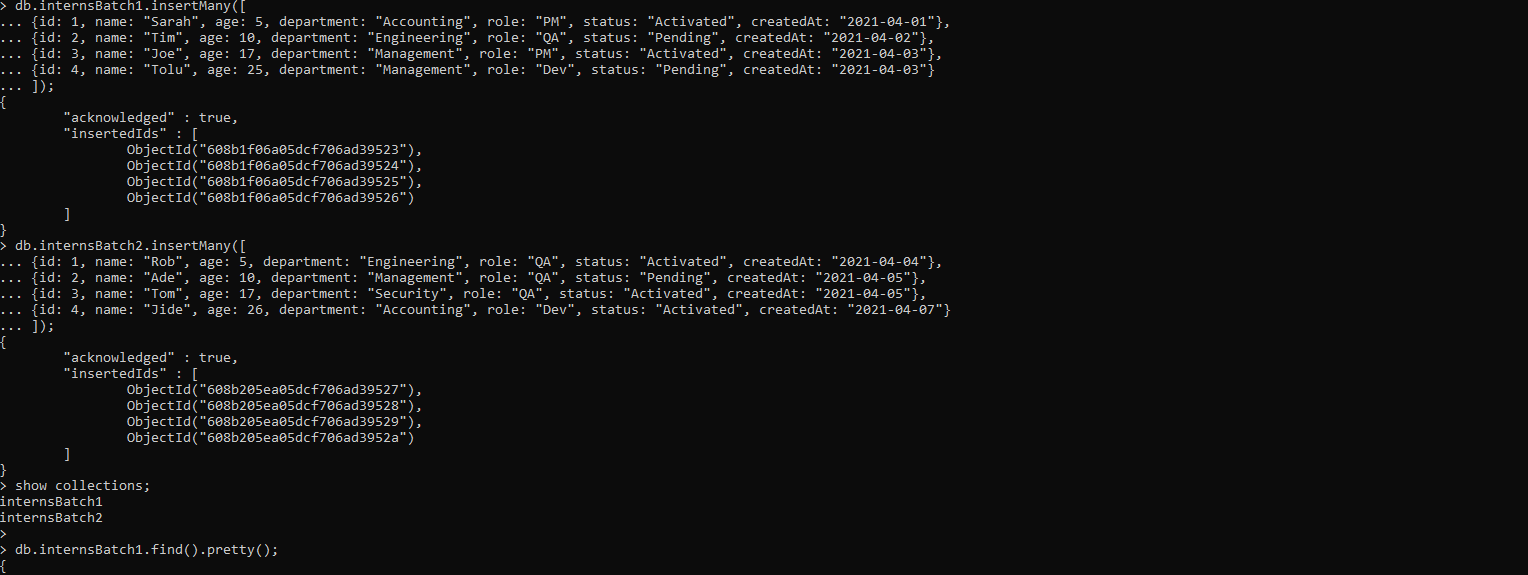 > db.internsBatch1.insertMany([
... {id: 1, name: "Sarah", age: 5, department: "Accounting", role: "PM", status: "Activated", createdAt: "2021-04-01"},
... {id: 2, name: "Tim", age: 10, department: "Engineering", role: "QA", status: "Pending", createdAt: "2021-04-02"},
... {id: 3, name: "Joe", age: 17, department: "Management", role: "PM", status: "Activated", createdAt: "2021-04-03"},
... {id: 4, name: "Tolu", age: 25, department: "Management", role: "Dev", status: "Pending", createdAt: "2021-04-03"}
... ]);
{
        "acknowledged" : true,
        "insertedIds" : [
                ObjectId("608b1f06a05dcf706ad39523"),
                ObjectId("608b1f06a05dcf706ad39524"),
                ObjectId("608b1f06a05dcf706ad39525"),
                ObjectId("608b1f06a05dcf706ad39526")
        ]
}
> db.internsBatch2.insertMany([
... {id: 1, name: "Rob", age: 5, department: "Engineering", role: "QA", status: "Activated", createdAt: "2021-04-04"},
... {id: 2, name: "Ade", age: 10, department: "Management", role: "QA", status: "Pending", createdAt: "2021-04-05"},
... {id: 3, name: "Tom", age: 17, department: "Security", role: "QA", status: "Activated", createdAt: "2021-04-05"},
... {id: 4, name: "Jide", age: 26, department: "Accounting", role: "Dev", status: "Activated", createdAt: "2021-04-07"}
... ]);
{
        "acknowledged" : true,
        "insertedIds" : [
                ObjectId("608b205ea05dcf706ad39527"),
                ObjectId("608b205ea05dcf706ad39528"),
                ObjectId("608b205ea05dcf706ad39529"),
                ObjectId("608b205ea05dcf706ad3952a")
        ]
}
> show collections;
internsBatch1
internsBatch2
>
> db.internsBatch1.find().pretty();
{